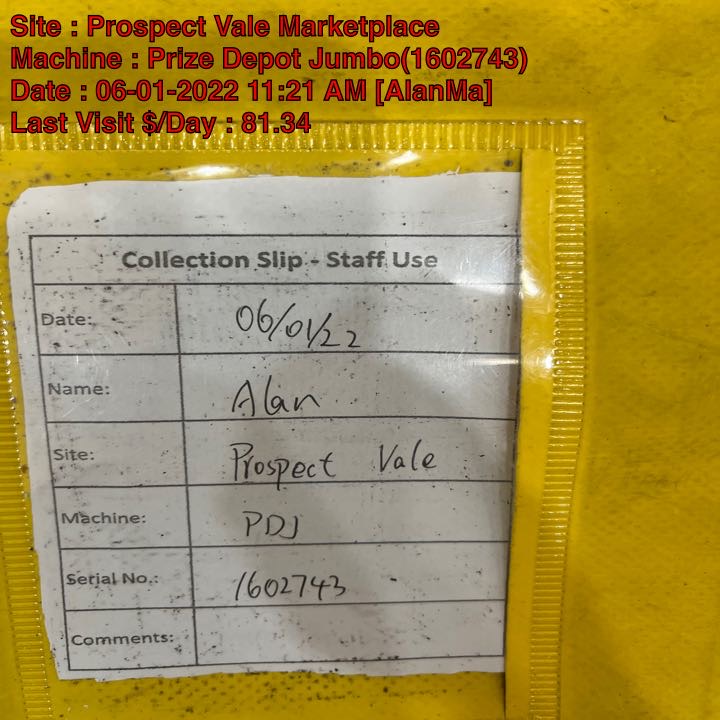 Site : Prospect Vale Marketplace
Machine : Prize Depot Jumbo(1602743)
Date : 06-01-2022 11:21 AM [AlanMa]
Last Visit $/Day : 81.34
Collection Slip - Staff Use
Date: 06/01/22
Name: Alan
Site: Prospect Vale
Machine: PDJ
Serial No.: 1602743
Comments: